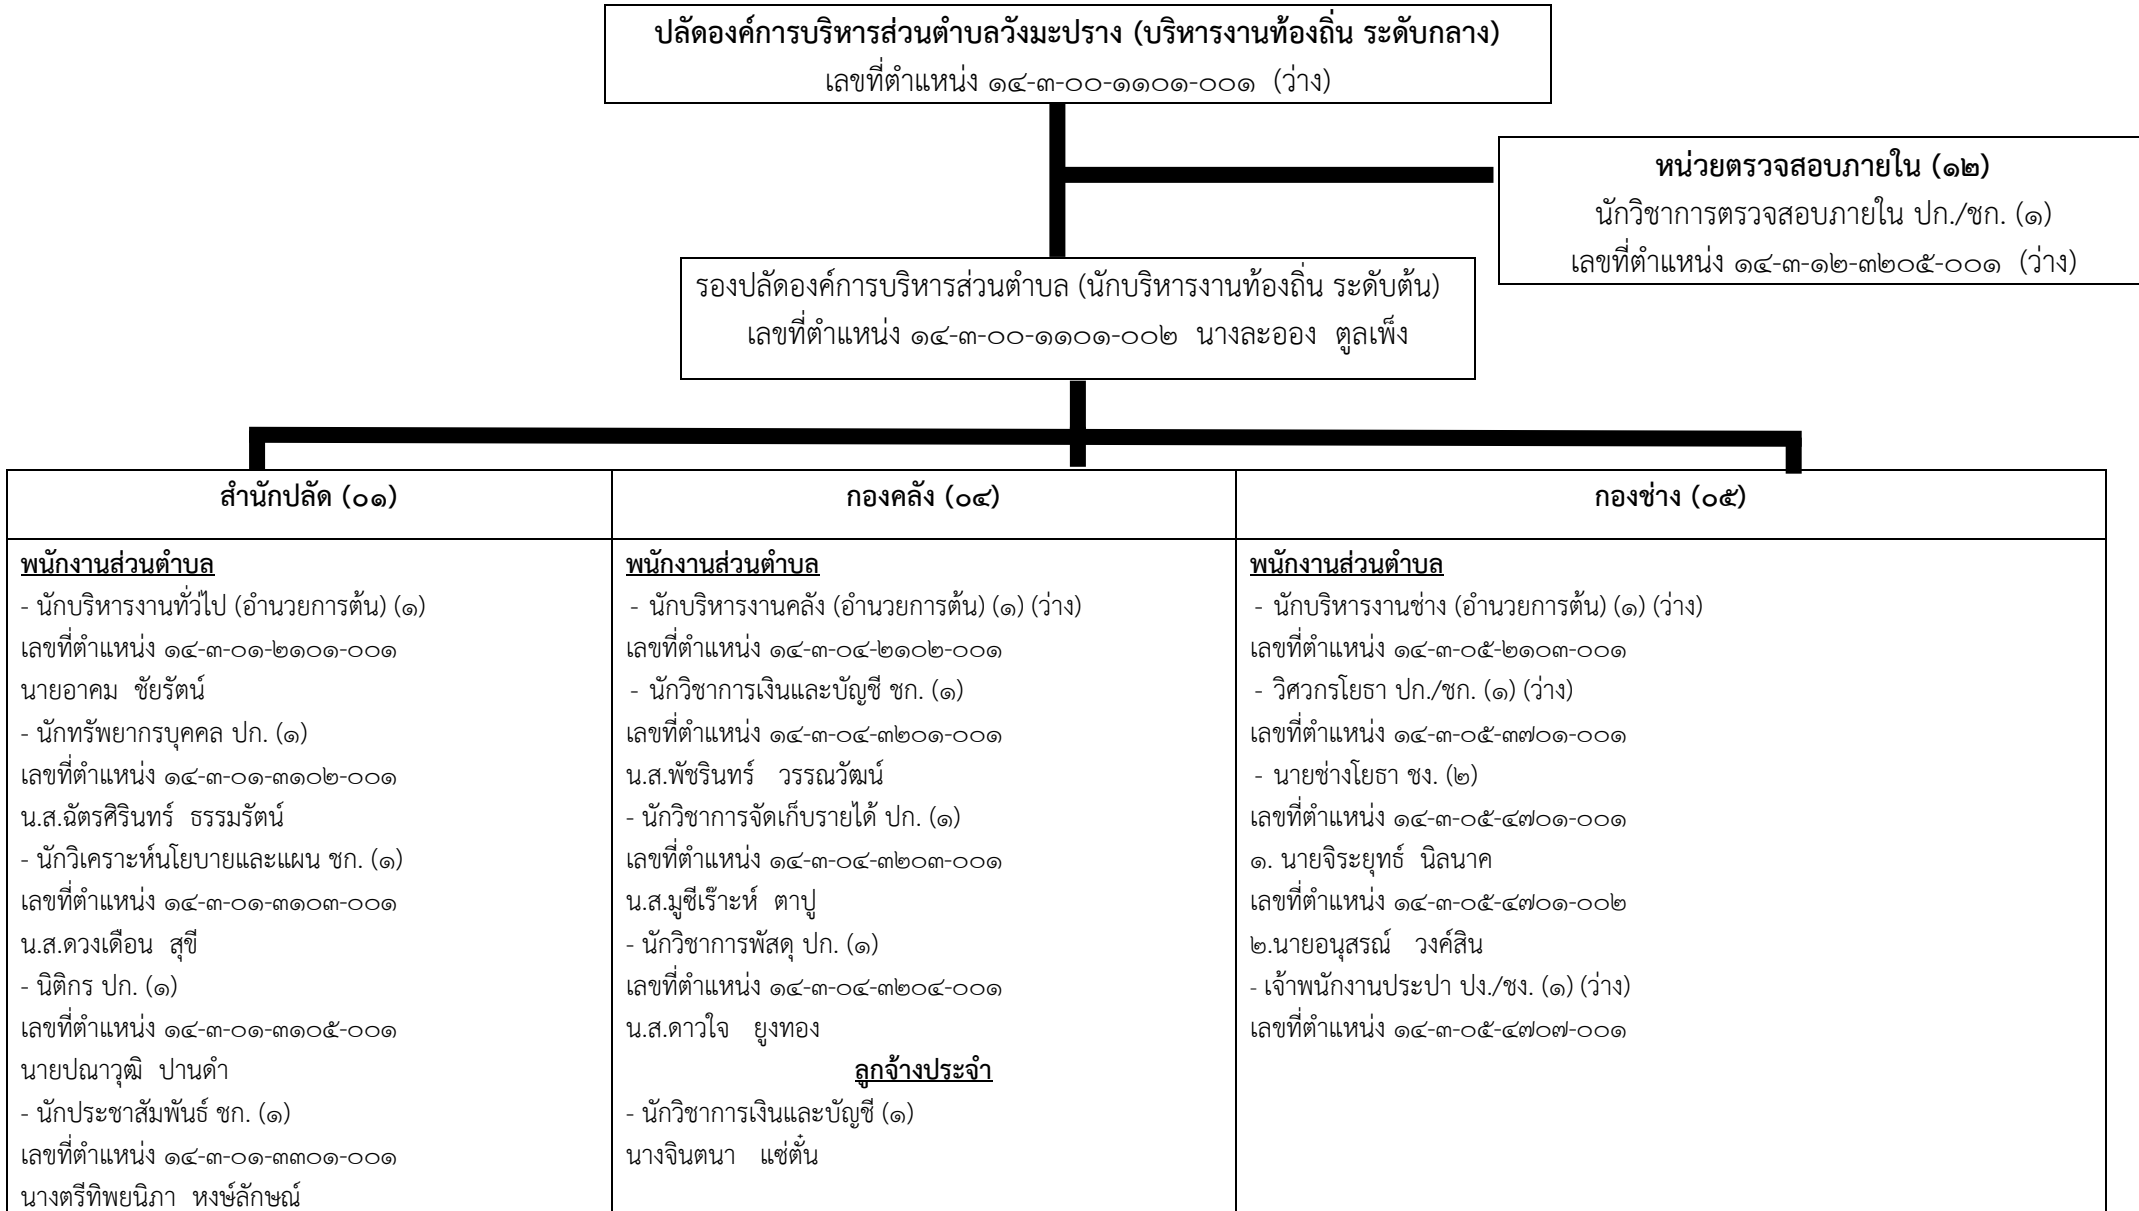 ปลัดองค์การบริหารส่วนตำบลวังมะปราง (บริหารงานท้องถิ่น ระดับกลาง)
เลขที่ตำแหน่ง ๑๔-๓-๐๐-๑๑๐๑-๐๐๑ (ว่าง)
หน่วยตรวจสอบภายใน (๑๒)
นักวิชาการตรวจสอบภายใน ปก./ชก. (๑)
เลขที่ตำแหน่ง ๑๔-๓-๑๒-๓๒๐๕-๐๐๑ (ว่าง)
รองปลัดองค์การบริหารส่วนตำบล (นักบริหารงานท้องถิ่น ระดับต้น)
เลขที่ตำแหน่ง ๑๔-๓-๐๐-๑๑๐๑-๐๐๒ นางละออง ตูลเพ็ง
สำนักปลัด (๐๑)
พนักงานส่วนตำบล
- นักบริหารงานทั่วไป (อำนวยการต้น) (๑)
เลขที่ตำแหน่ง ๑๔-๓-๐๑-๒๑๐๑-๐๐๑
นายอาคม ชัยรัตน์
- นักทรัพยากรบุคคล ปก. (๑)
เลขที่ตำแหน่ง ๑๔-๓-๐๑-๓๑๐๒-๐๐๑
น.ส.ฉัตรศิรินทร์ ธรรมรัตน์
- นักวิเคราะห์นโยบายและแผน ชก. (๑)
เลขที่ตำแหน่ง ๑๔-๓-๐๑-๓๑๐๓-๐๐๑
น.ส.ดวงเดือน สุขี
- นิติกร ปก. (๑)
เลขที่ตำแหน่ง ๑๔-๓-๐๑-๓๑๐๕-๐๐๑
นายปณาวุฒิ ปานดำ
- นักประชาสัมพันธ์ ชก. (๑)
เลขที่ตำแหน่ง ๑๔-๓-๐๑-๓๓๐๑-๐๐๑
นางตรีทิพยนิภา หงษ์ลักษณ์
กองคลัง (๐๔)
พนักงานส่วนตำบล
- นักบริหารงานคลัง (อำนวยการต้น) (๑) (ว่าง)
เลขที่ตำแหน่ง ๑๔-๓-๐๔-๒๑๐๒-๐๐๑
- นักวิชาการเงินและบัญชี ชก. (๑)
เลขที่ตำแหน่ง ๑๔-๓-๐๔-๓๒๐๑-๐๐๑
น.ส.พัชรินทร์ วรรณวัฒน์
- นักวิชาการจัดเก็บรายได้ ปก. (๑)
เลขที่ตำแหน่ง ๑๔-๓-๐๔-๓๒๐๓-๐๐๑
น.ส.มูซีเร๊าะห์ ตาปู
- นักวิชาการพัสดุ ปก. (๑)
เลขที่ตำแหน่ง ๑๔-๓-๐๔-๓๒๐๔-๐๐๑
น.ส.ดาวใจ ยูงทอง
ลูกจ้างประจำ
- นักวิชาการเงินและบัญชี (๑)
นางจินตนา แซ่ตั๋น
กองช่าง (๐๕)
พนักงานส่วนตำบล
- นักบริหารงานช่าง (อำนวยการต้น) (๑) (ว่าง)
เลขที่ตำแหน่ง ๑๔-๓-๐๕-๒๑๐๓-๐๐๑
- วิศวกรโยธา ปก./ชก. (๑) (ว่าง)
เลขที่ตำแหน่ง ๑๔-๓-๐๕-๓๗๐๑-๐๐๑
- นายช่างโยธา ชง. (๒)
เลขที่ตำแหน่ง ๑๔-๓-๐๕-๔๗๐๑-๐๐๑
๑. นายจิระยุทธ์ นิลนาค
เลขที่ตำแหน่ง ๑๔-๓-๐๕-๔๗๐๑-๐๐๒
๒.นายอนุสรณ์ วงค์สิน
- เจ้าพนักงานประปา ปง./ชง. (๑) (ว่าง)
เลขที่ตำแหน่ง ๑๔-๓-๐๕-๔๗๐๗-๐๐๑